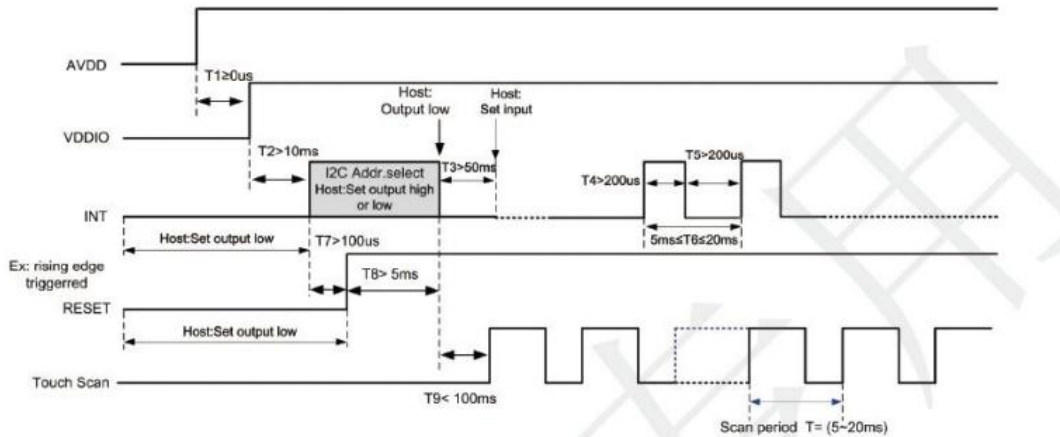 AVDD
T1≥0us
Host:
Output low
Host:
Set input
VDDIO
T2>10ms
I2C Addr.select
Host:Set output high
or low
T3>50ms
T5>200us
T4>200us
INT
Host:Set output low
T7>100us
5ms≤T6≤20ms
Ex: rising edge
triggerred
T8> 5ms
RESET
Host:Set output low
Touch Scan
T9< 100ms
Scan period T= (5~20ms)